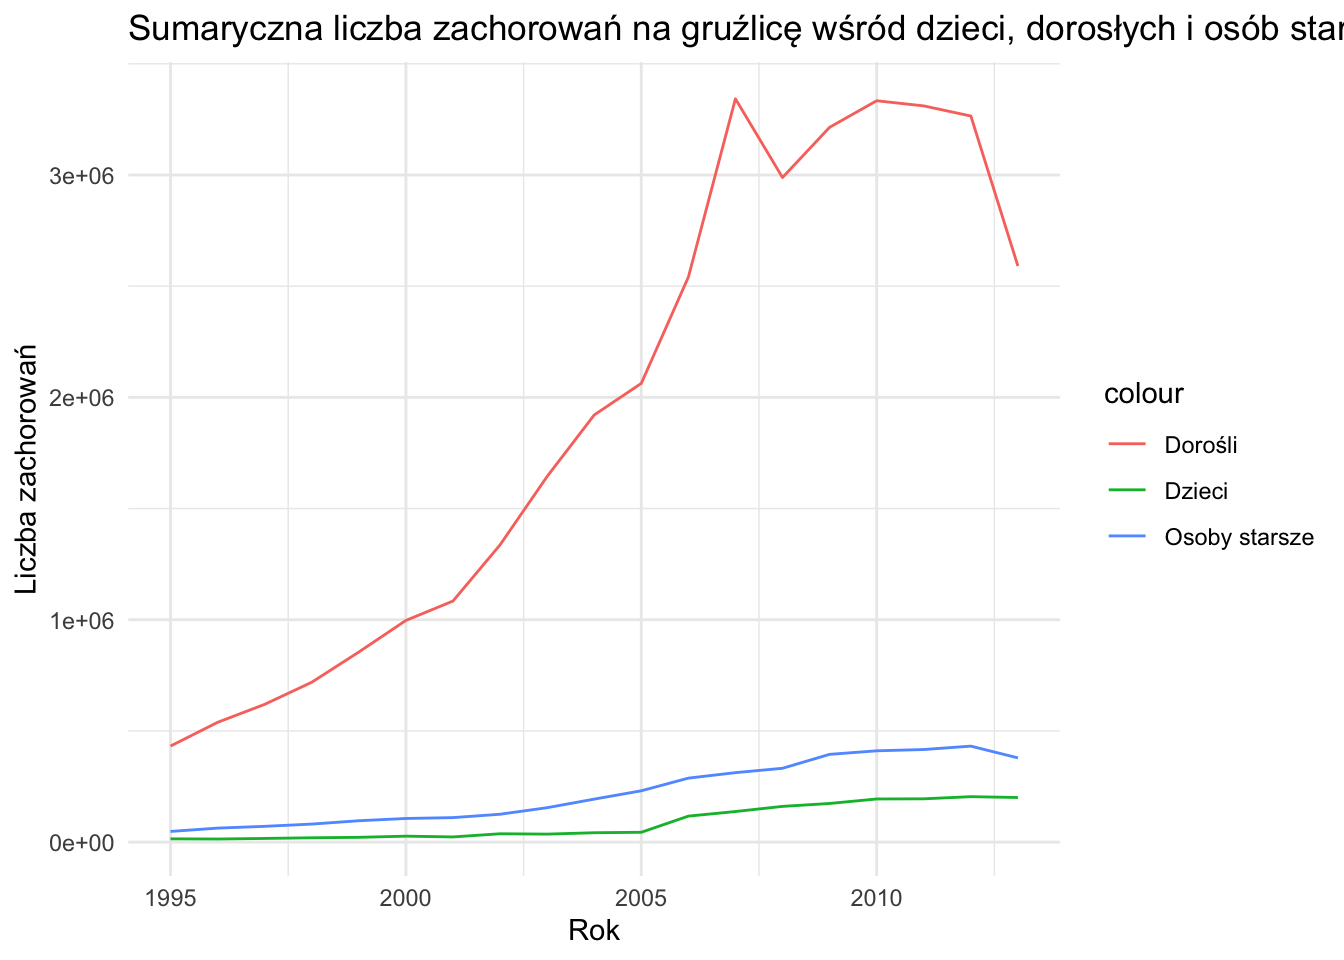 Sumaryczna liczba zachorowań na gruźlicę wśród dzieci, dorosłych i osób star
Liczba zachorowań
3e+06
2e+06
1e+06
0e+00
1995 2000 2005 2010
Rok
colour
Dorośli
Dzieci
Osoby starsze